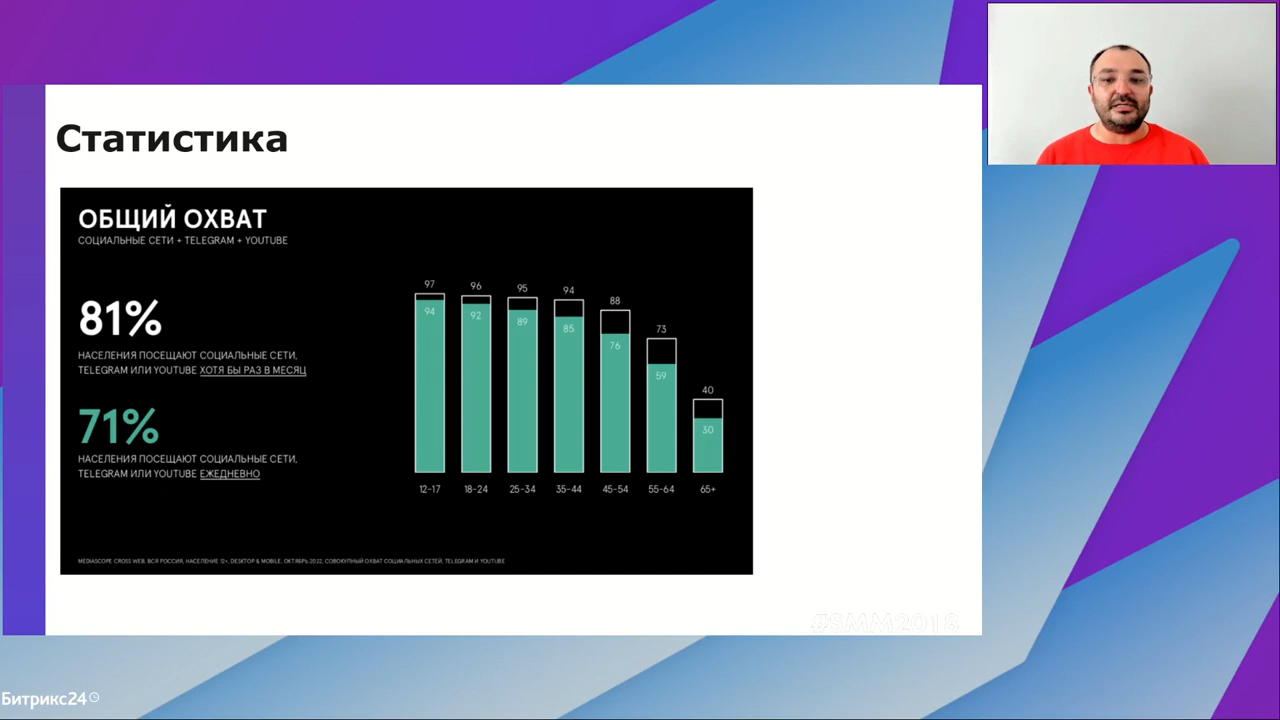 Статистика
ОБЩИЙ ОХВАТ
СОЦИАЛЬНЫЕ СЕТИ + TELEGRAM + YOUTUBE
81%
НАСЕЛЕНИЯ ПОСЕЩАЮТ СОЦИАЛЬНЫЕ СЕТИ,
TELEGRAM ИЛИ YOUTUBE ХОТЯ БЫ РАЗ В МЕСЯЦ
71%
НАСЕЛЕНИЯ ПОСЕЩАЮТ СОЦИАЛЬНЫЕ СЕТИ,
TELEGRAM ИЛИ YOUTUBE ЕЖЕДНЕВНО
97 96 95 94 88 73 40
94 92 89 85 76 59 30
12-17 18-24 25-34 35-44 45-54 55-64 65+
MEDIASCOPE CROSS WEB, ВСЯ РОССИЯ, НАСЕЛЕНИЕ 12+, DESKTOP & MOBILE, ОКТЯБРЬ 2022, СОВОКУПНЫЙ ОХВАТ СОЦИАЛЬНЫХ СЕТЕЙ, TELEGRAM И YOUTUBE
#SMM2018
Битрикс24